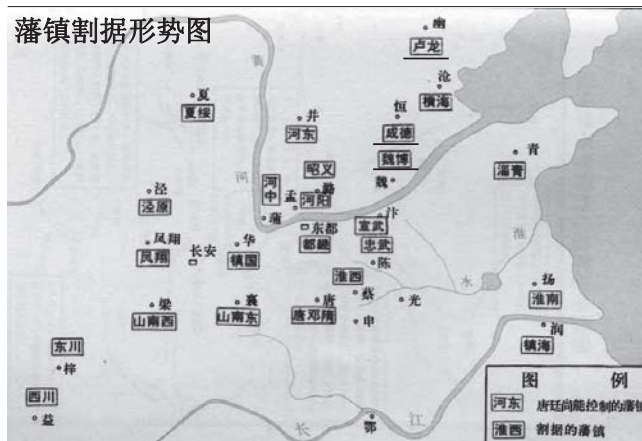 藩镇割据形势图
幽
卢龙
沧
横海
恒
成德
魏博
魏
夏
夏绥
并
河东
昭义
潞
河中
孟
河阳
蒲
黄
河
青
淄青
泾
泾原
凤翔
凤翔
长安
华
镇国
东都
都畿
汴
宣武
忠武
陈
淮西
蔡
光
申
淮
水
扬
淮南
润
镇海
梁
山南西
襄
山南东
唐
唐邓隋
东川
梓
西川
益
鄂
长
江
图 例
河东 唐廷尚能控制的藩镇
淮西 割据的藩镇